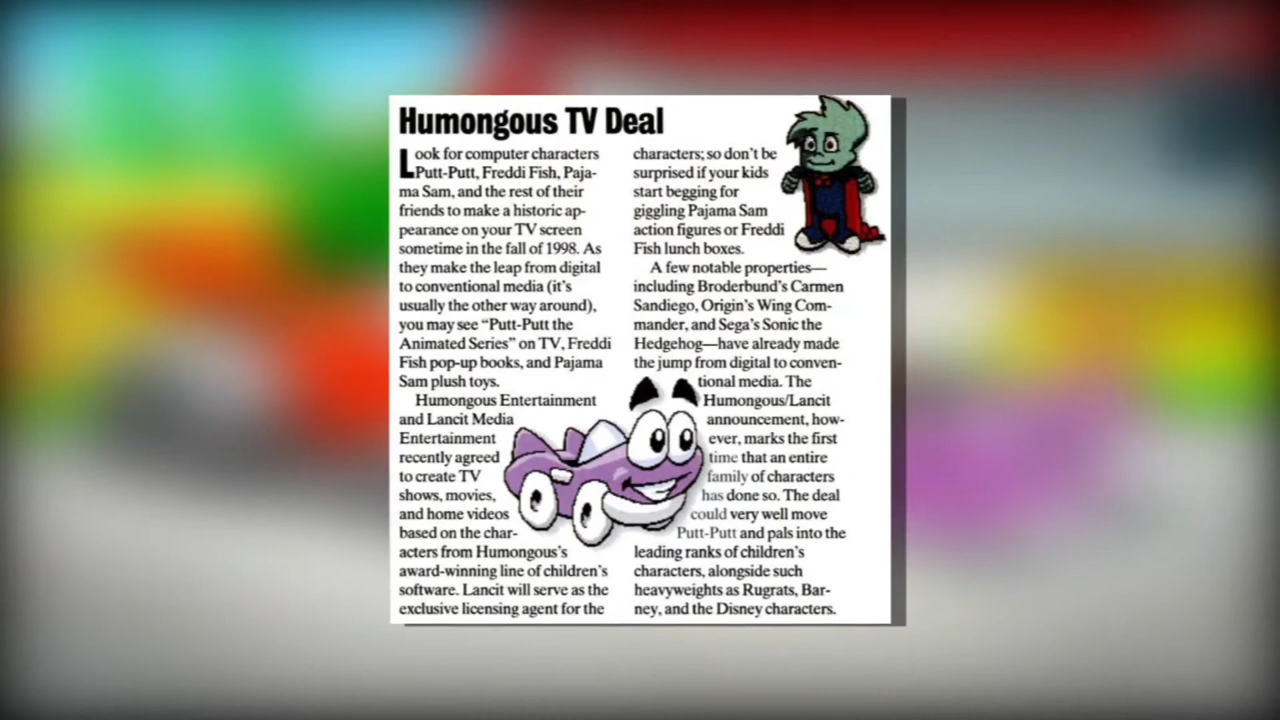 Humongous TV Deal
Look for computer characters
Putt-Putt, Freddi Fish, Paja-
ma Sam, and the rest of their
friends to make a historic ap-
pearance on your TV screen
sometime in the fall of 1998. As
they make the leap from digital
to conventional media (it's
usually the other way around),
you may see "Putt-Putt the
Animated Series" on TV, Freddi
Fish pop-up books, and Pajama
Sam plush toys.
Humongous Entertainment
and Lancit Media
Entertainment
recently agreed
to create TV
shows, movies,
and home videos
based on the char-
acters from Humongous's
award-winning line of children's
software. Lancit will serve as the
exclusive licensing agent for the
characters; so don't be
surprised if your kids
start begging for
giggling Pajama Sam
action figures or Freddi
Fish lunch boxes.
A few notable properties—
including Broderbund's Carmen
Sandiego, Origin's Wing Com-
mander, and Sega's Sonic the
Hedgehog—have already made
the jump from digital to conven-
tional media. The
Humongous/Lancit
announcement, how-
ever, marks the first
time that an entire
family of characters
has done so. The deal
could very well move
Putt-Putt and pals into the
leading ranks of children's
characters, alongside such
heavyweights as Rugrats, Bar-
ney, and the Disney characters.